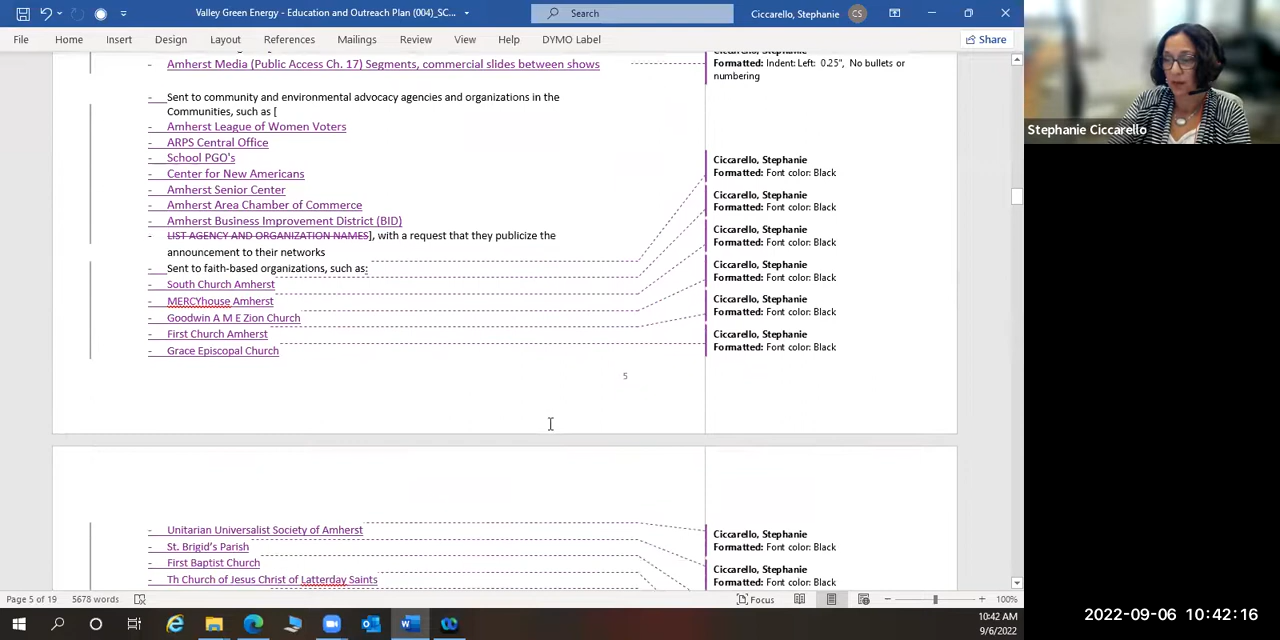 Valley Green Energy - Education and Outreach Plan (004)_SC...
Search
Ciccarello, Stephanie
CS
File
Home
Insert
Design
Layout
References
Mailings
Review
View
Help
DYMO Label
Share
Amherst Media (Public Access Ch. 17) Segments, commercial slides between shows
Ciccarello, Stephanie
Formatted: Indent: Left: 0.25", No bullets or
numbering
- Sent to community and environmental advocacy agencies and organizations in the
Communities, such as [
- Amherst League of Women Voters
- ARPS Central Office
- School PGO's
- Center for New Americans
- Amherst Senior Center
- Amherst Area Chamber of Commerce
- Amherst Business Improvement District (BID)
- LIST AGENCY AND ORGANIZATION NAMES], with a request that they publicize the
announcement to their networks
- Sent to faith-based organizations, such as:
- South Church Amherst
- MERCYhouse Amherst
- Goodwin A M E Zion Church
- First Church Amherst
- Grace Episcopal Church
Ciccarello, Stephanie
Formatted: Font color: Black
Ciccarello, Stephanie
Formatted: Font color: Black
Ciccarello, Stephanie
Formatted: Font color: Black
Ciccarello, Stephanie
Formatted: Font color: Black
Ciccarello, Stephanie
Formatted: Font color: Black
Ciccarello, Stephanie
Formatted: Font color: Black
5
- Unitarian Universalist Society of Amherst
- St. Brigid's Parish
- First Baptist Church
- Th Church of Jesus Christ of Latterday Saints
Ciccarello, Stephanie
Formatted: Font color: Black
Ciccarello, Stephanie
Formatted: Font color: Black
Page 5 of 19
5678 words
Focus
100%
10:42 AM
9/6/2022
Stephanie Ciccarello
2022-09-06 10:42:16